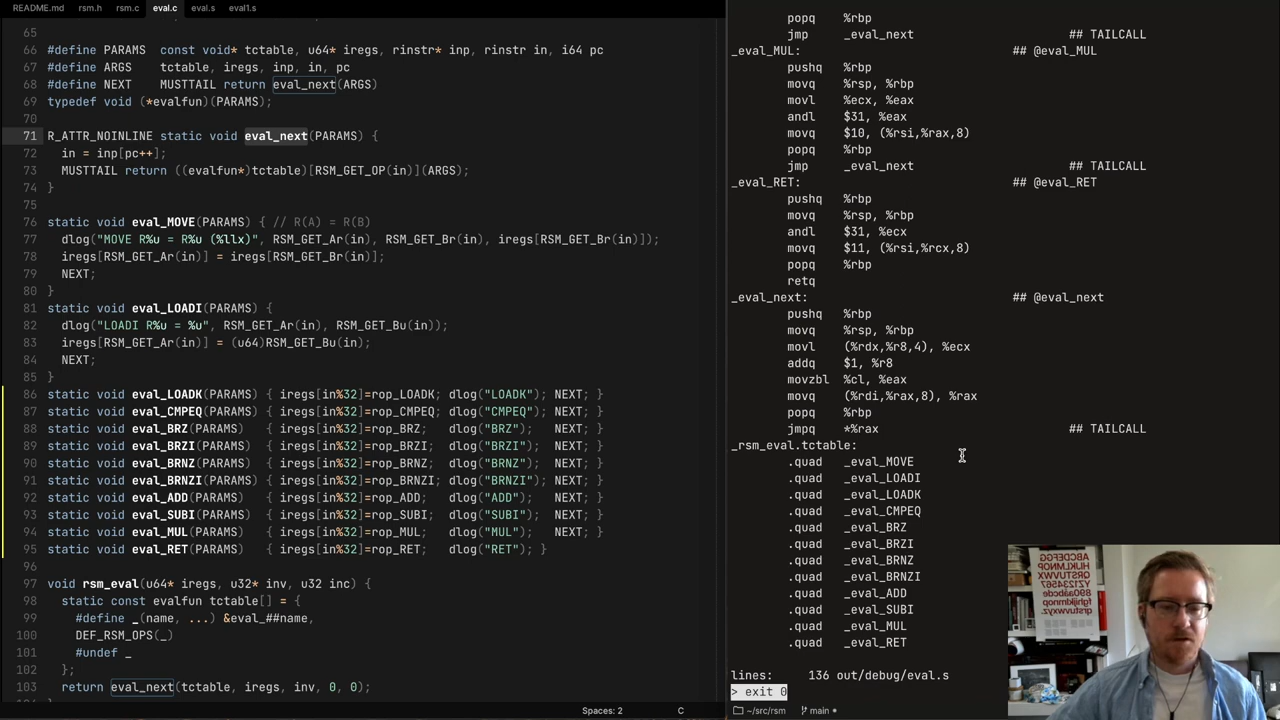 README.md rsm.h rsm.c eval.c eval.s eval1.s
65
66 #define PARAMS const void* tctable, u64* iregs, rinstr* inp, rinstr in, i64 pc
67 #define ARGS tctable, iregs, inp, in, pc
68 #define NEXT MUSTTAIL return eval_next(ARGS)
69 typedef void (*evalfun)(PARAMS);
70
71 R_ATTR_NOINLINE static void eval_next(PARAMS) {
72 in = inp[pc++];
73 MUSTTAIL return ((evalfun*)tctable)[RSM_GET_OP(in)](ARGS);
74 }
75
76 static void eval_MOVE(PARAMS) { // R(A) = R(B)
77 dlog("MOVE R%u = R%u (%llx)", RSM_GET_Ar(in), RSM_GET_Br(in), iregs[RSM_GET_Br(in)]);
78 iregs[RSM_GET_Ar(in)] = iregs[RSM_GET_Br(in)];
79 NEXT;
80 }
81 static void eval_LOADI(PARAMS) {
82 dlog("LOADI R%u = %u", RSM_GET_Ar(in), RSM_GET_Bu(in));
83 iregs[RSM_GET_Ar(in)] = (u64)RSM_GET_Bu(in);
84 NEXT;
85 }
86 static void eval_LOADK(PARAMS) { iregs[in%32]=rop_LOADK; dlog("LOADK"); NEXT; }
87 static void eval_CMPEQ(PARAMS) { iregs[in%32]=rop_CMPEQ; dlog("CMPEQ"); NEXT; }
88 static void eval_BRZ(PARAMS) { iregs[in%32]=rop_BRZ; dlog("BRZ"); NEXT; }
89 static void eval_BRZI(PARAMS) { iregs[in%32]=rop_BRZI; dlog("BRZI"); NEXT; }
90 static void eval_BRNZ(PARAMS) { iregs[in%32]=rop_BRNZ; dlog("BRNZ"); NEXT; }
91 static void eval_BRNZI(PARAMS) { iregs[in%32]=rop_BRNZI; dlog("BRNZI"); NEXT; }
92 static void eval_ADD(PARAMS) { iregs[in%32]=rop_ADD; dlog("ADD"); NEXT; }
93 static void eval_SUBI(PARAMS) { iregs[in%32]=rop_SUBI; dlog("SUBI"); NEXT; }
94 static void eval_MUL(PARAMS) { iregs[in%32]=rop_MUL; dlog("MUL"); NEXT; }
95 static void eval_RET(PARAMS) { iregs[in%32]=rop_RET; dlog("RET"); }
96
97 void rsm_eval(u64* iregs, u32* inv, u32 inc) {
98 static const evalfun tctable[] = {
99 #define _(name, ...) &eval_##name,
100 DEF_RSM_OPS(_)
101 #undef _
102 };
103 return eval_next(tctable, iregs, inv, 0, 0);
Spaces: 2 C
popq %rbp
jmp _eval_next ## TAILCALL
_eval_MUL: ## @eval_MUL
pushq %rbp
movq %rsp, %rbp
movl %ecx, %eax
andl $31, %eax
movq $10, (%rsi,%rax,8)
popq %rbp
jmp _eval_next ## TAILCALL
_eval_RET: ## @eval_RET
pushq %rbp
movq %rsp, %rbp
andl $31, %ecx
movq $11, (%rsi,%rcx,8)
popq %rbp
retq
_eval_next: ## @eval_next
pushq %rbp
movq %rsp, %rbp
movl (%rdx,%r8,4), %ecx
addq $1, %r8
movzbl %cl, %eax
movq (%rdi,%rax,8), %rax
popq %rbp
jmpq *%rax ## TAILCALL
_rsm_eval.tctable:
.quad _eval_MOVE
.quad _eval_LOADI
.quad _eval_LOADK
.quad _eval_CMPEQ
.quad _eval_BRZ
.quad _eval_BRZI
.quad _eval_BRNZ
.quad _eval_BRNZI
.quad _eval_ADD
.quad _eval_SUBI
.quad _eval_MUL
.quad _eval_RET
lines: 136 out/debug/eval.s
> exit 0
~/src/rsm main